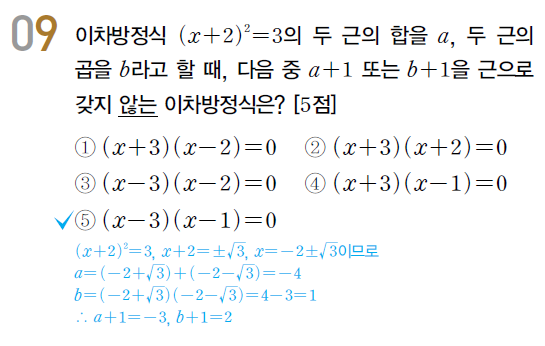 09 이차방정식 (x+2)²=3의 두 근의 합을 a, 두 근의
곱을 b라고 할 때, 다음 중 a+1 또는 b+1을 근으로
갖지 않는 이차방정식은? [5점]
① (x+3)(x-2)=0 ② (x+3)(x+2)=0
③ (x-3)(x-2)=0 ④ (x+3)(x-1)=0
⑤ (x-3)(x-1)=0
(x+2)²=3, x+2=±√3, x=-2±√3이므로
a=(-2+√3)+(-2-√3)=-4
b=(-2+√3)(-2-√3)=4-3=1
∴ a+1=-3, b+1=2